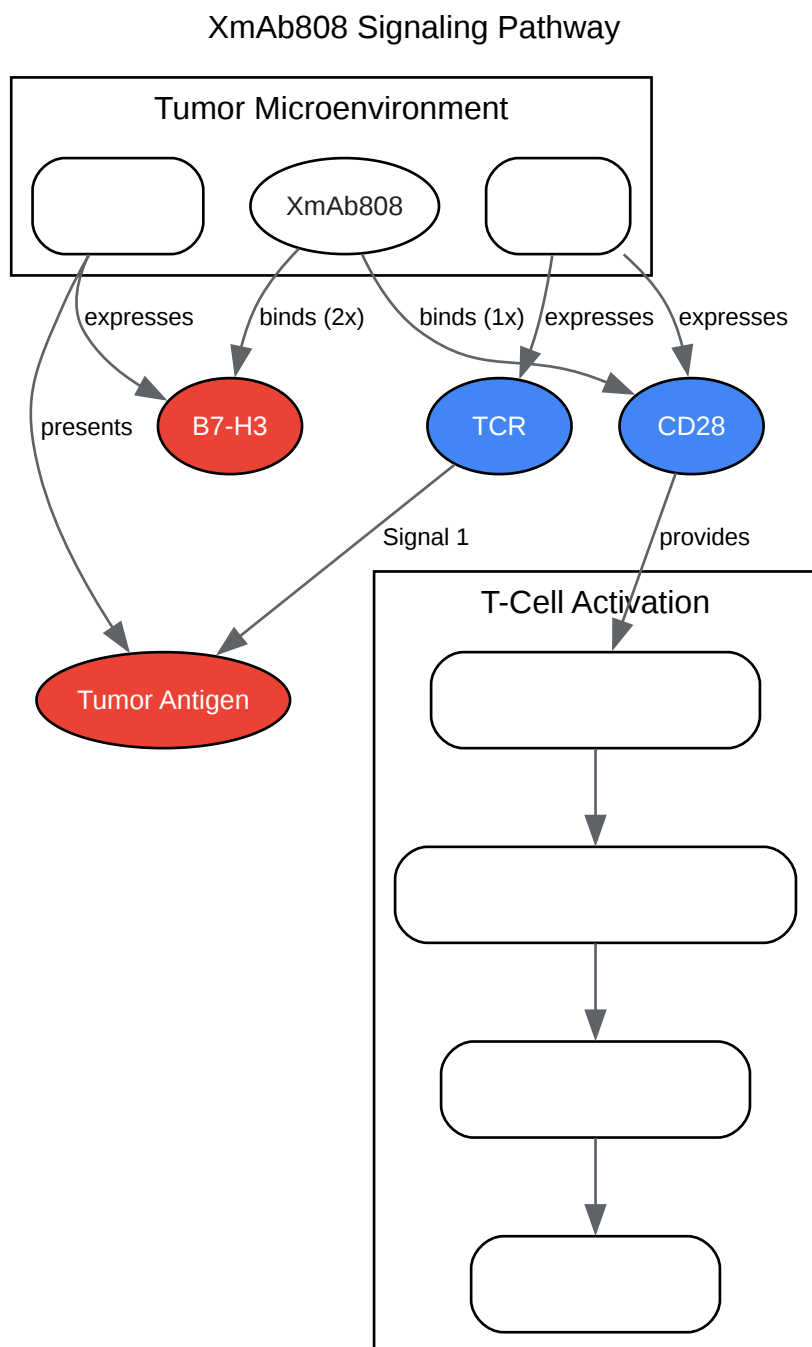 XmAb808 Signaling Pathway
Tumor Microenvironment
XmAb808
expresses
binds (2x)
binds (1x)
expresses
expresses
B7-H3
TCR
CD28
presents
Signal 1
provides
T-Cell Activation
Tumor Antigen